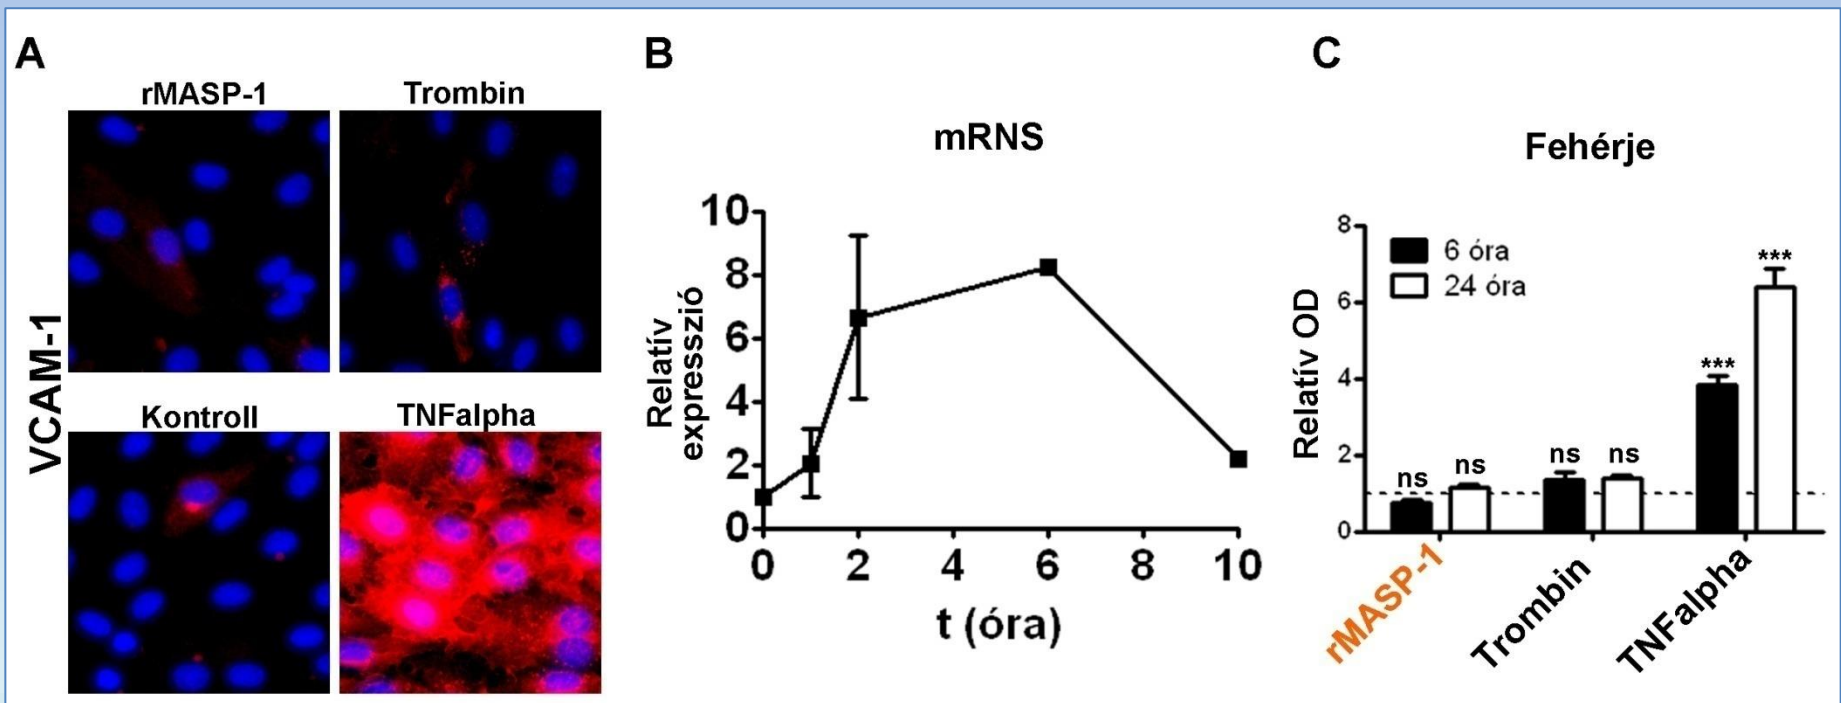 A
rMASP-1
Trombin
Kontroll
TNFalpha
VCAM-1
B
mRNS
Relatív
expresszió
10
8
6
4
2
0
0 2 4 6 8 10
t (óra)
C
Fehérje
Relatív OD
8
6
4
2
0
6 óra
24 óra
ns ns ns ns *** ***
rMASP-1
Trombin
TNFalpha